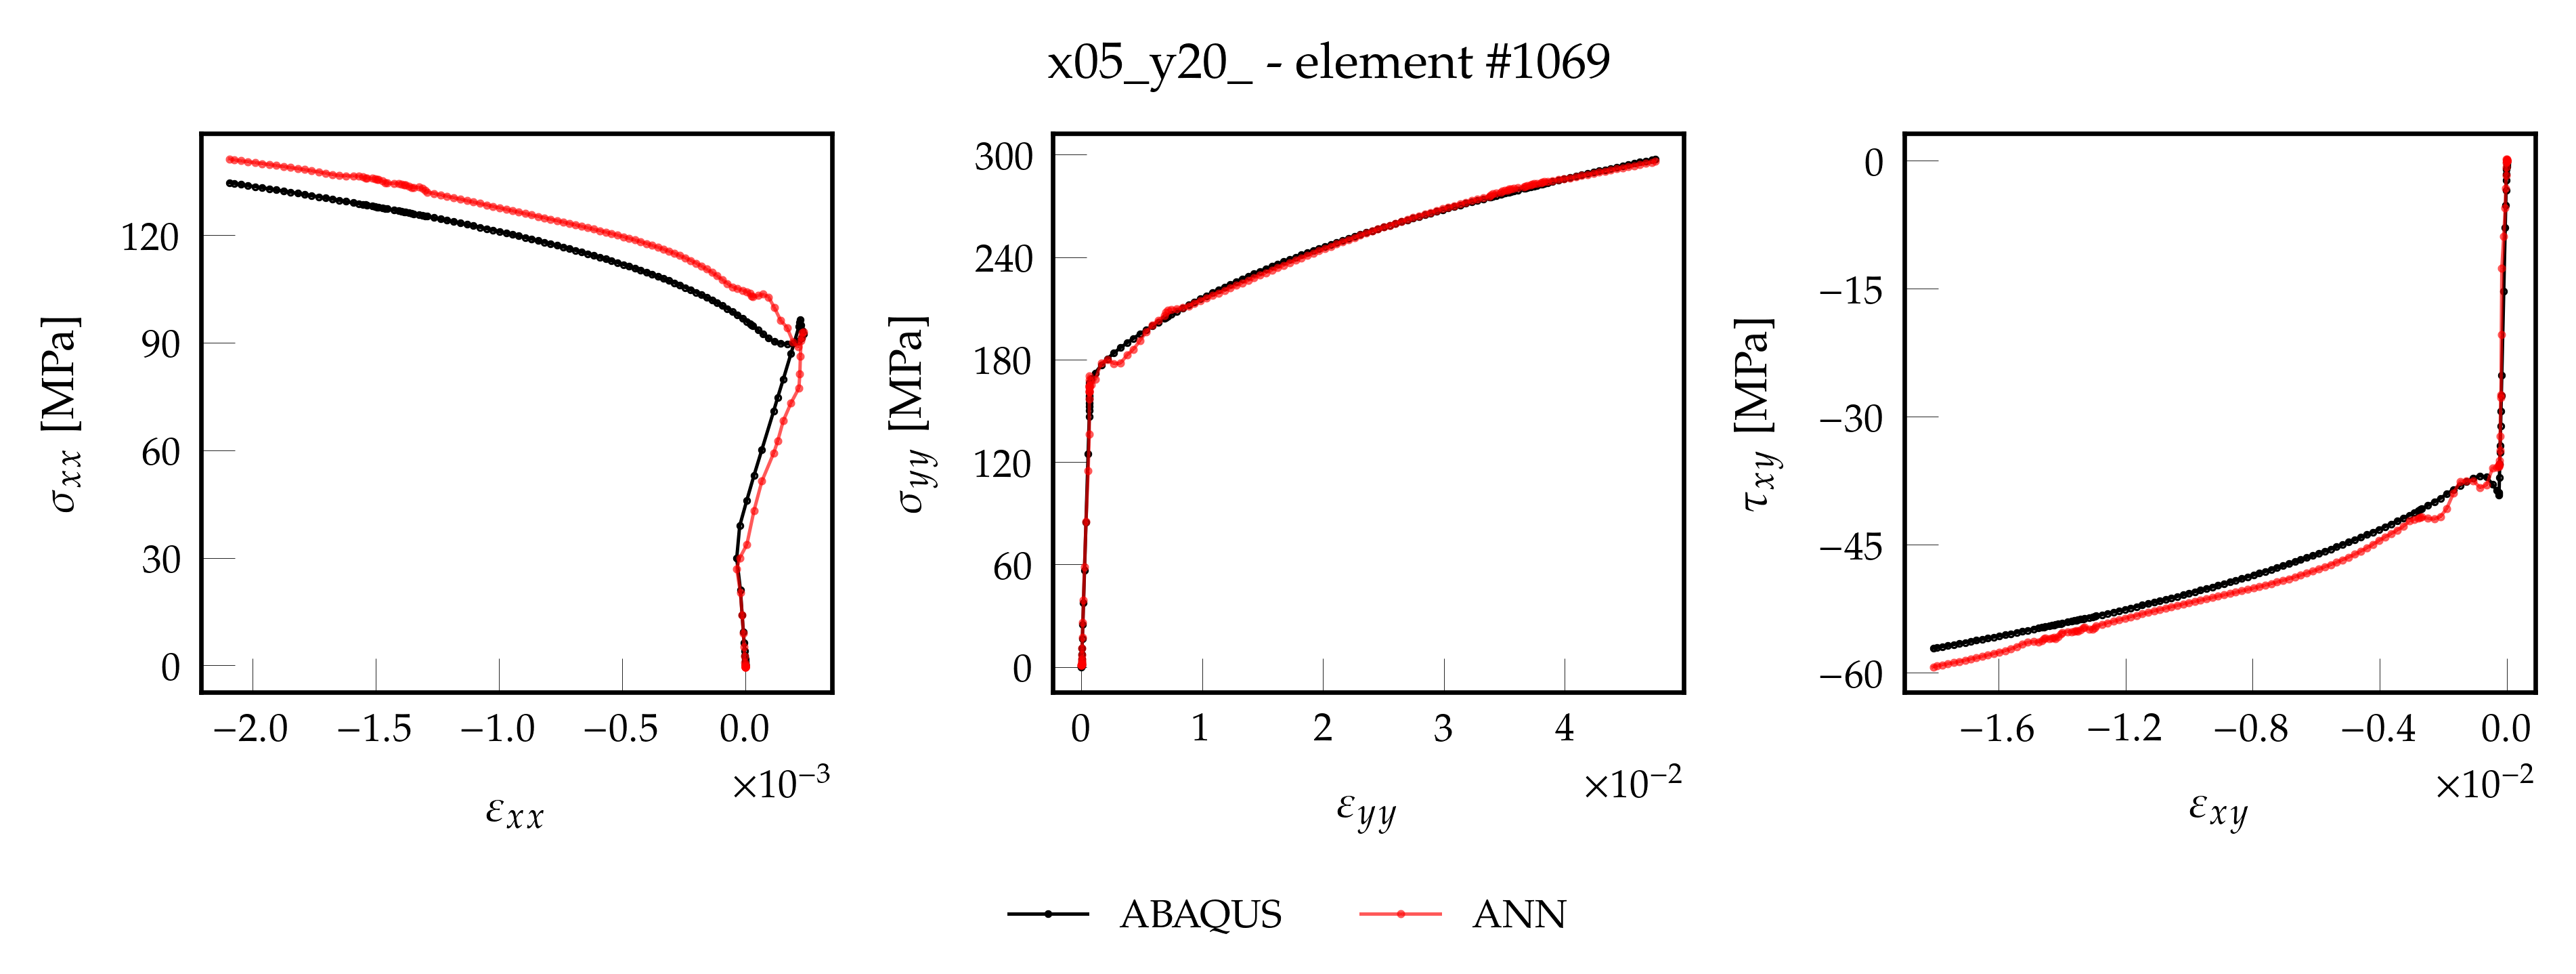 x05_y20_ - element #1069
σxx [MPa]
120
90
60
30
0
−2.0 −1.5 −1.0 −0.5 0.0
×10−3
εxx
σyy [MPa]
300
240
180
120
60
0
0 1 2 3 4
×10−2
εyy
τxy [MPa]
0
−15
−30
−45
−60
−1.6 −1.2 −0.8 −0.4 0.0
×10−2
εxy
ABAQUS ANN